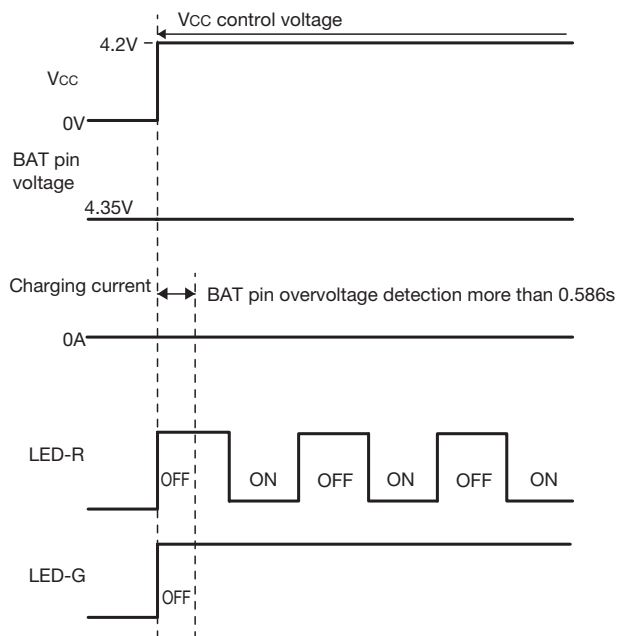 VCC control voltage
4.2V
VCC
0V
BAT pin
voltage
4.35V
Charging current
BAT pin overvoltage detection more than 0.586s
0A
LED-R
OFF ON OFF ON OFF ON
LED-G
OFF